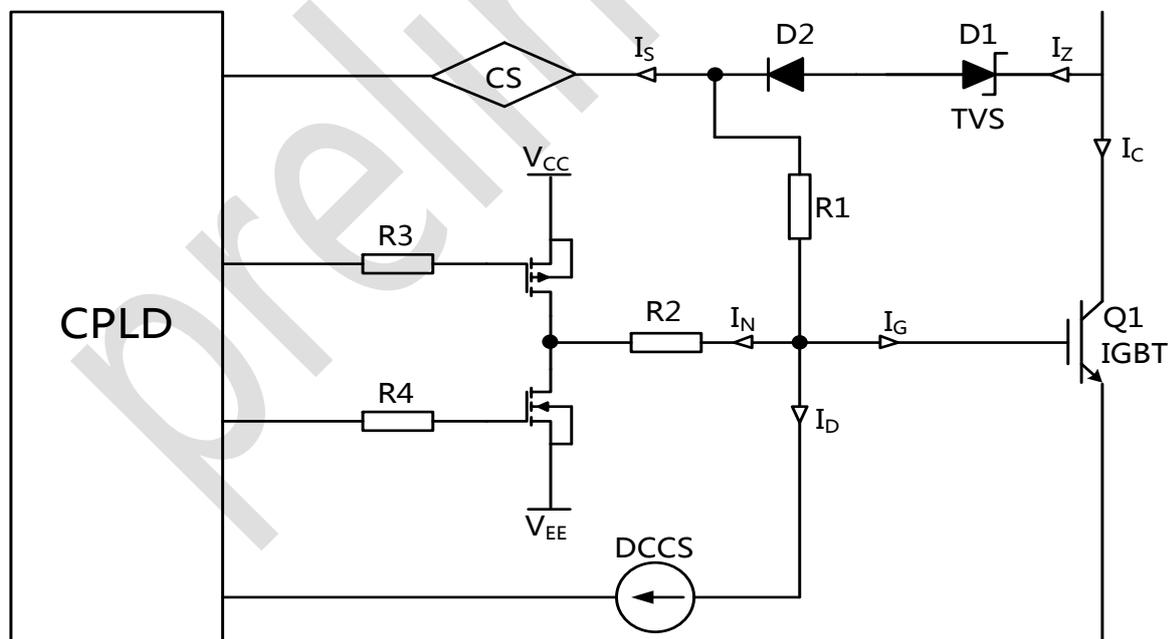 D2
D1
I_S
I_Z
CS
TVS
V_CC
I_C
R1
R3
CPLD
R2
I_N
I_G
Q1
IGBT
R4
I_D
V_EE
DCCS
prelin